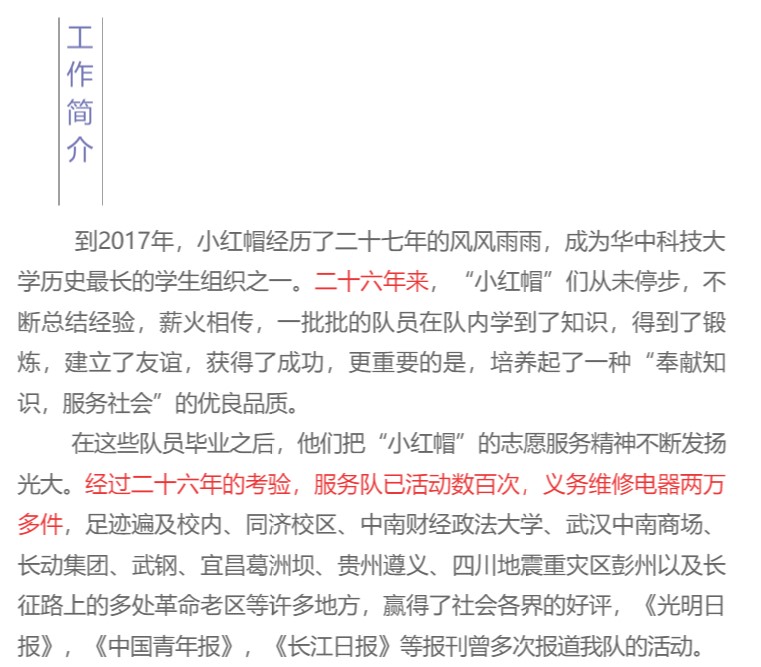 工作简介
到2017年，小红帽经历了二十七年的风风雨雨，成为华中科技大
学历史最长的学生组织之一。二十六年来，“小红帽”们从未停步，不
断总结经验，薪火相传，一批批的队员在队内学到了知识，得到了锻
炼，建立了友谊，获得了成功，更重要的是，培养起了一种“奉献知
识，服务社会”的优良品质。
在这些队员毕业之后，他们把“小红帽”的志愿服务精神不断发扬
光大。经过二十六年的考验，服务队已活动数百次，义务维修电器两万
多件，足迹遍及校内、同济校区、中南财经政法大学、武汉中南商场、
长动集团、武钢、宜昌葛洲坝、贵州遵义、四川地震重灾区彭州以及长
征路上的多处革命老区等许多地方，赢得了社会各界的好评，《光明日
报》，《中国青年报》，《长江日报》等报刊曾多次报道我队的活动。